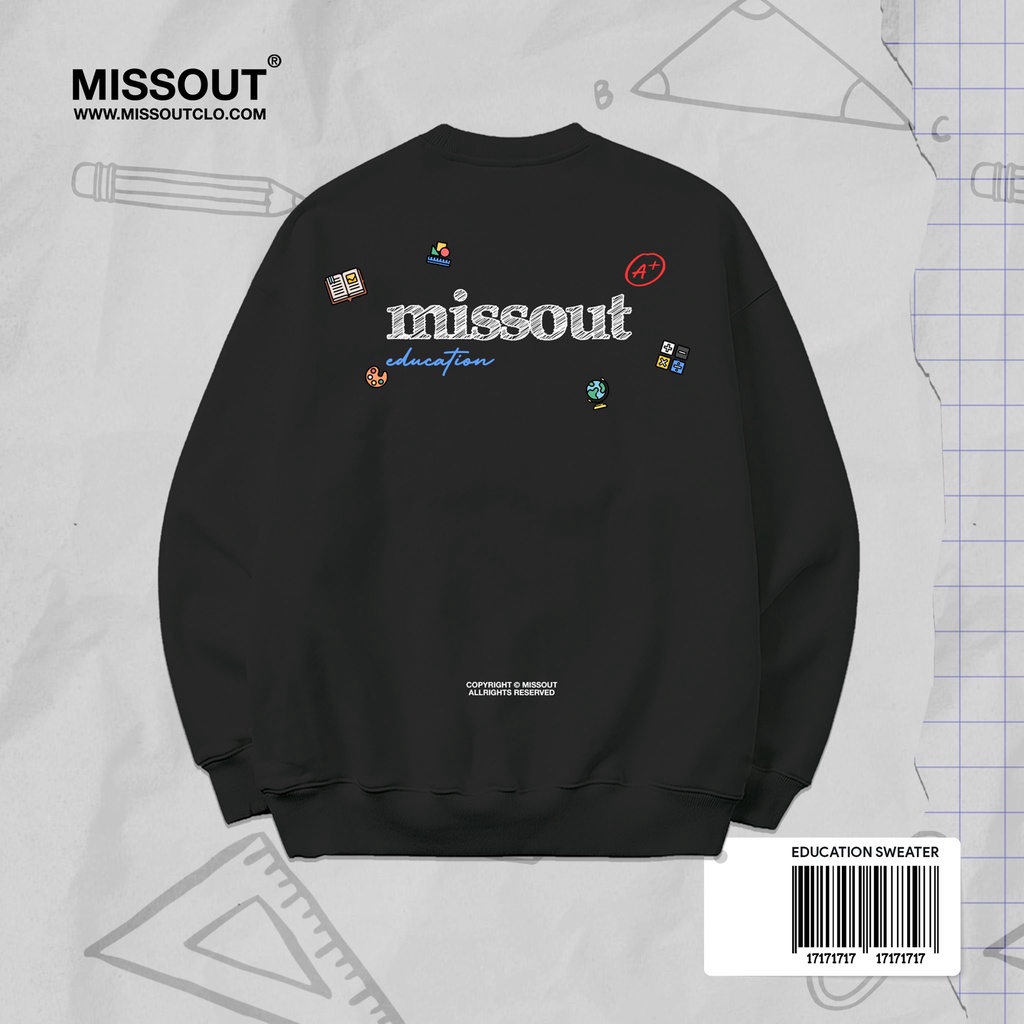 MISSOUT®
WWW.MISSOUTCLO.COM
B
C
A+
missout
education
COPYRIGHT © MISSOUT
ALLRIGHTS RESERVED
EDUCATION SWEATER
17171717 17171717